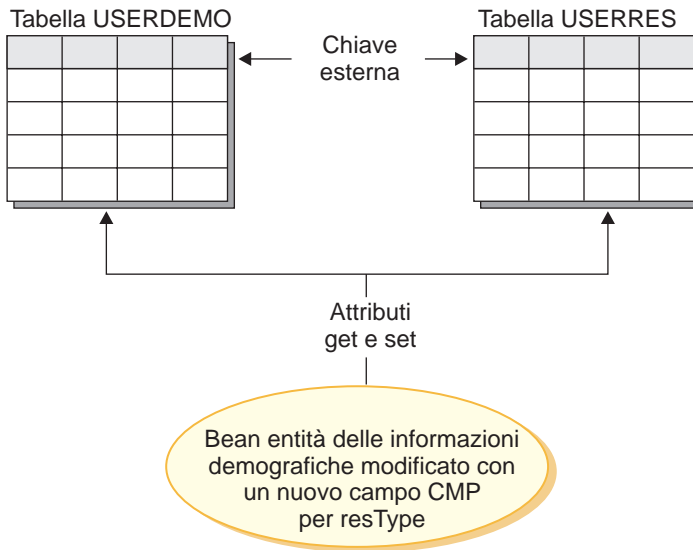 Tabella USERDEMO
Tabella USERRES
Chiave
esterna
Attributi
get e set
Bean entità delle informazioni
demografiche modificato con
un nuovo campo CMP
per resType